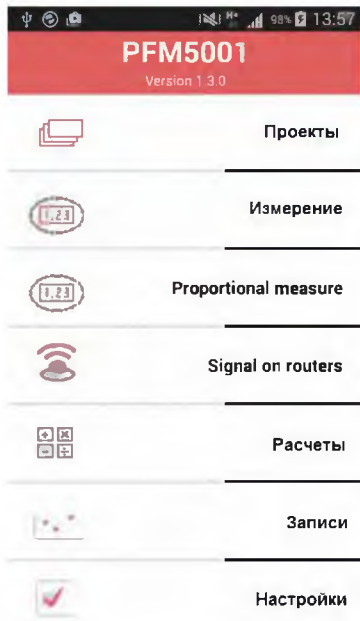 98% 13:57
PFM5001
Version 1.3.0
Проекты
1.23 Измерение
1.23 Proportional measure
Signal on routers
Расчеты
Записи
Настройки